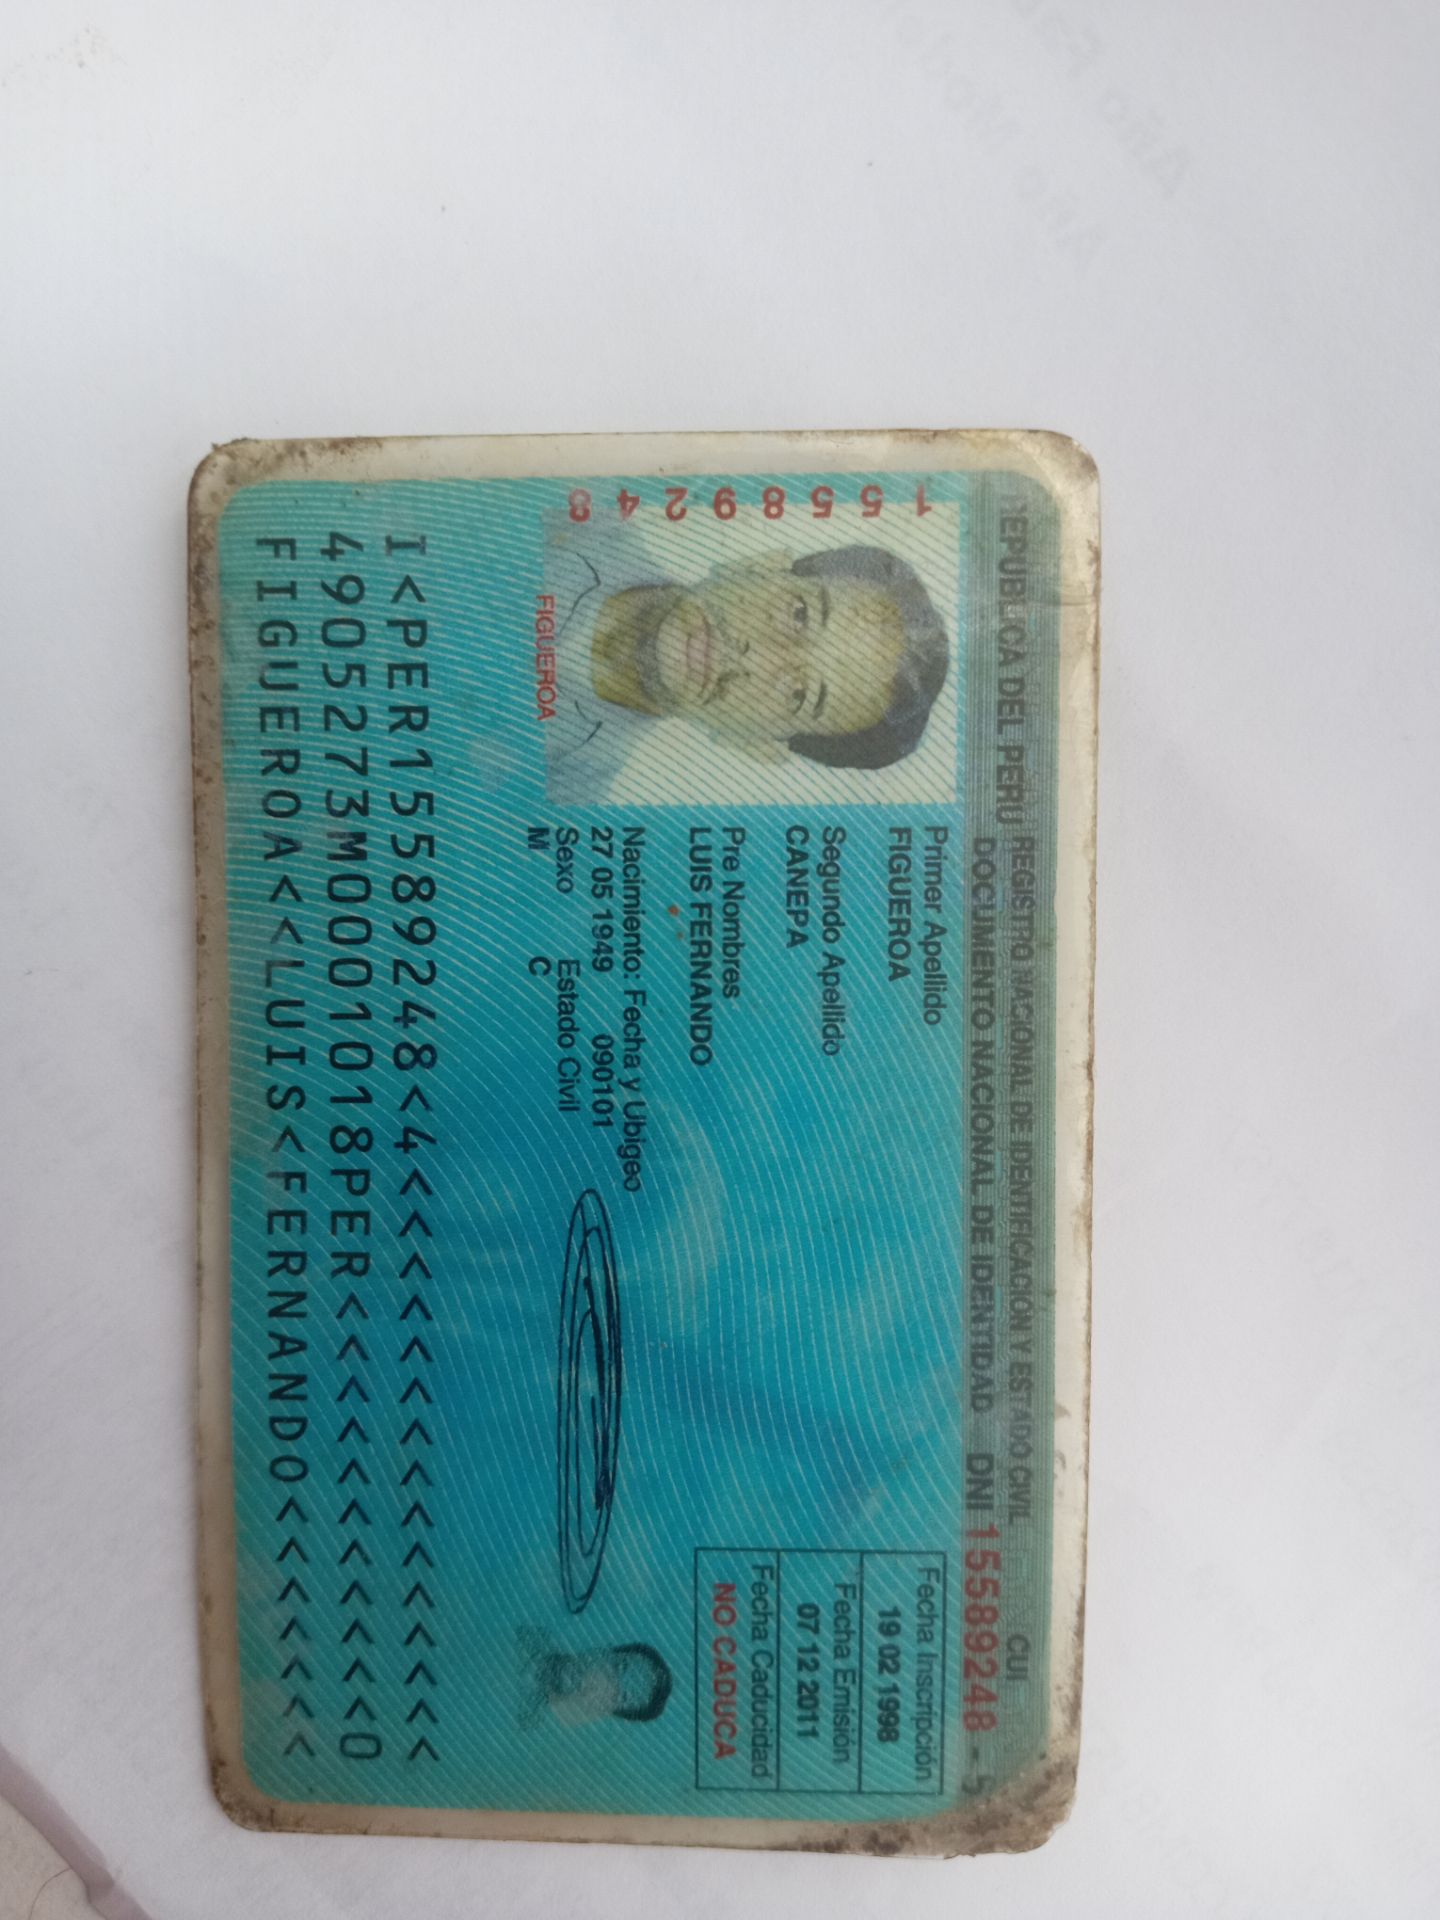 REPUBLICA DEL PERU REGISTRO NACIONAL DE IDENTIFICACION Y ESTADO CIVIL CUI
DOCUMENTO NACIONAL DE IDENTIDAD DNI 15589248 - 5
15589248
FIGUEROA
Primer Apellido
FIGUEROA
Segundo Apellido
CANEPA
Pre Nombres
LUIS FERNANDO
Nacimiento: Fecha y Ubigeo
27 05 1949 090101
Sexo Estado Civil
M C
Fecha Inscripción
19 02 1998
Fecha Emisión
07 12 2011
Fecha Caducidad
NO CADUCA
I<PER15589248<4<<<<<<<<<<<<<<<
4905273M0001018PER<<<<<<<<<<<0
FIGUEROA<<LUIS<FERNANDO<<<<<<<